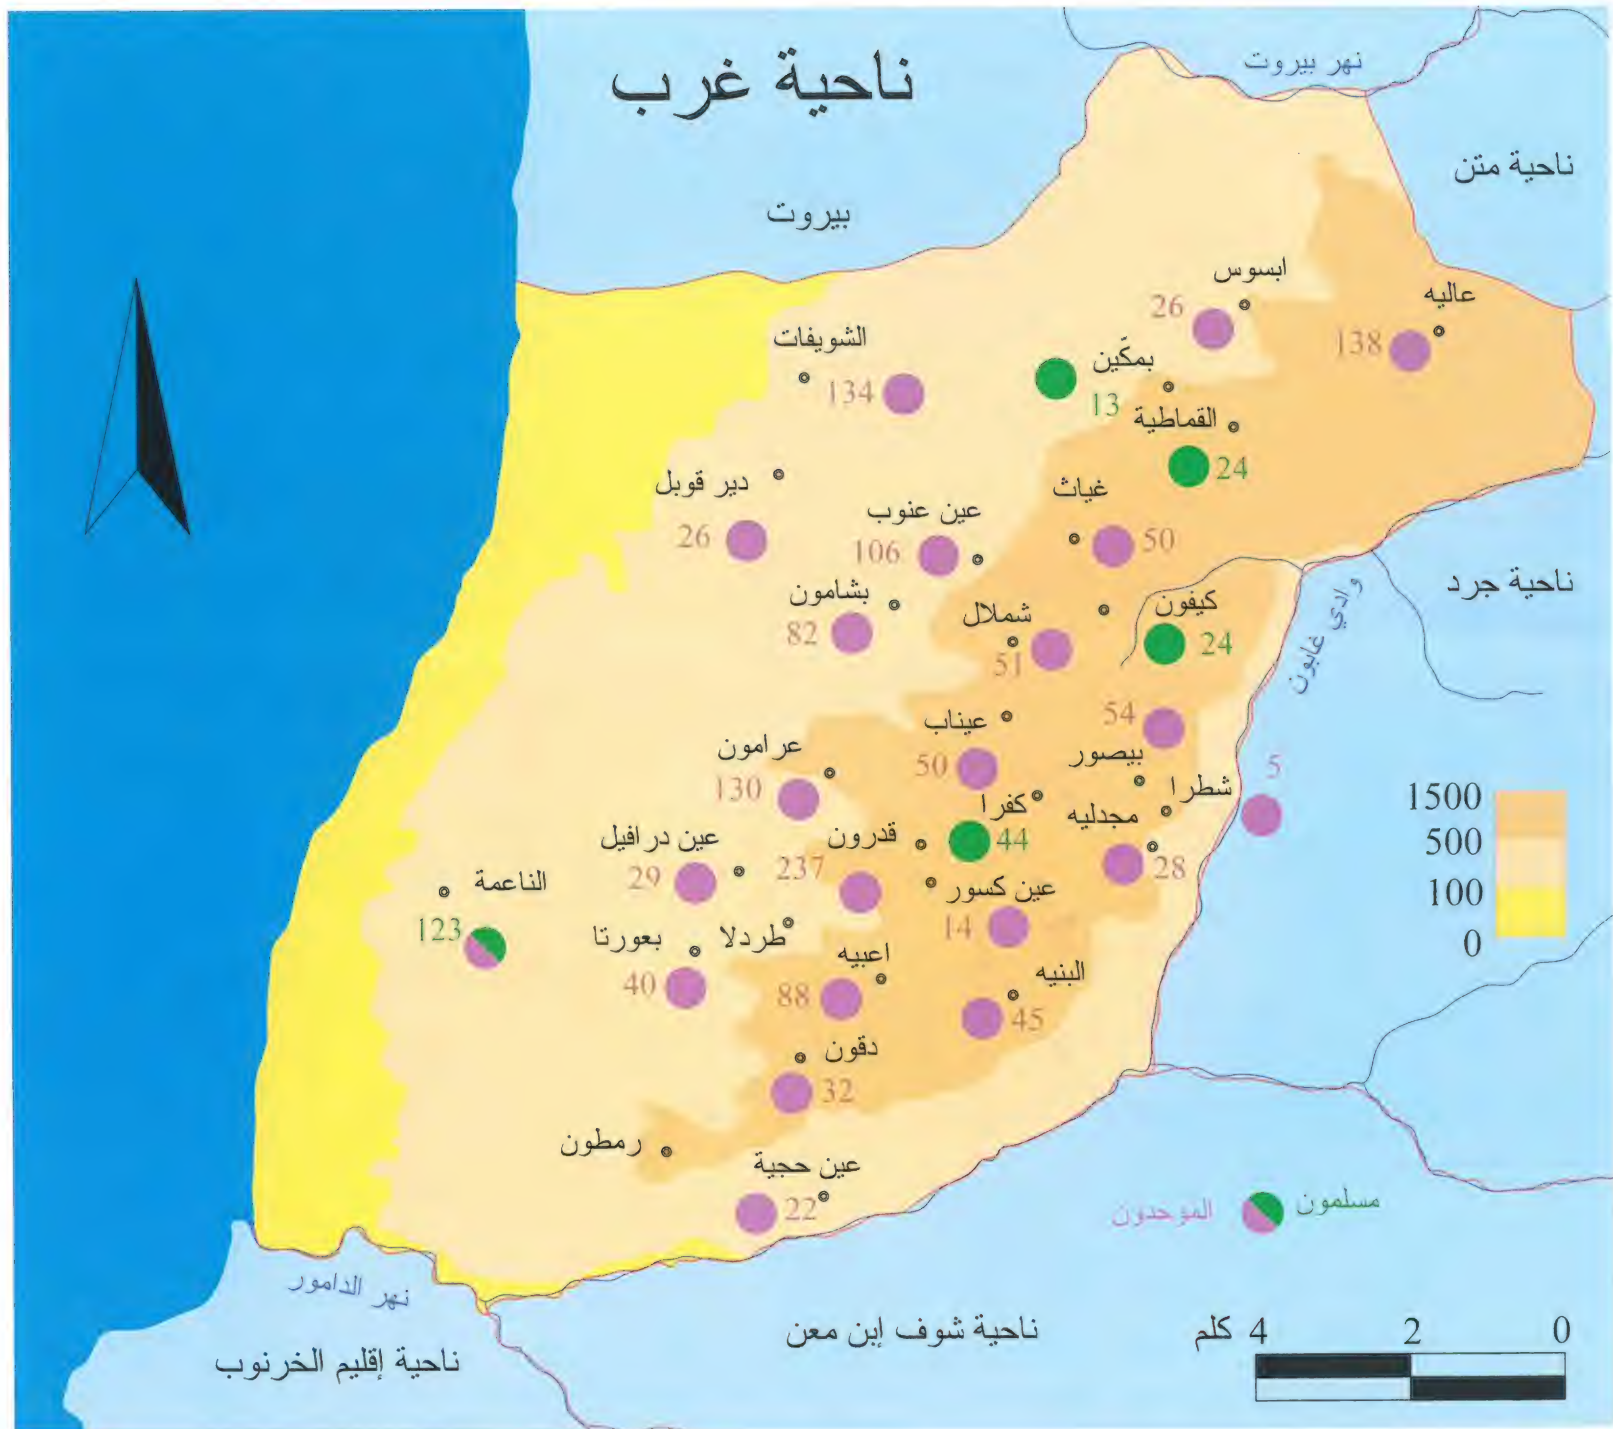 ناحية غرب
نهر بيروت
ناحية متن
بيروت
ابسوس
26
عاليه
138
الشويفات
134
بمكّين
13
القماطية
24
دير قوبل
26
عين عنوب
106
غياث
50
ناحية جرد
وادي غابون
بشامون
82
شملال
51
كيفون
24
عيناب
50
54
بيصور
عرامون
130
شطرا
5
كفرا
44
مجدليه
28
قدرون
237
عين درافيل
29
عين كسور
14
الناعمة
123
بعورتا
40
طردلا
اعبيه
88
البنيه
45
دقون
32
رمطون
عين حجية
22
1500
500
100
0
مسلمون
الموحدون
نهر الدامور
ناحية إقليم الخرنوب
ناحية شوف إبن معن
0 2 4 كلم